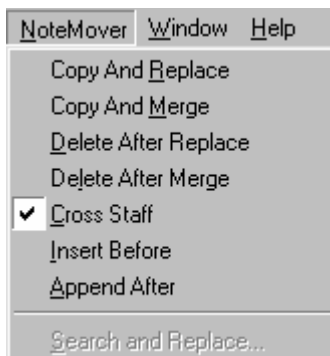 NoteMover Window Help
Copy And Replace
Copy And Merge
Delete After Replace
Delete After Merge
Cross Staff
Insert Before
Append After
Search and Replace...